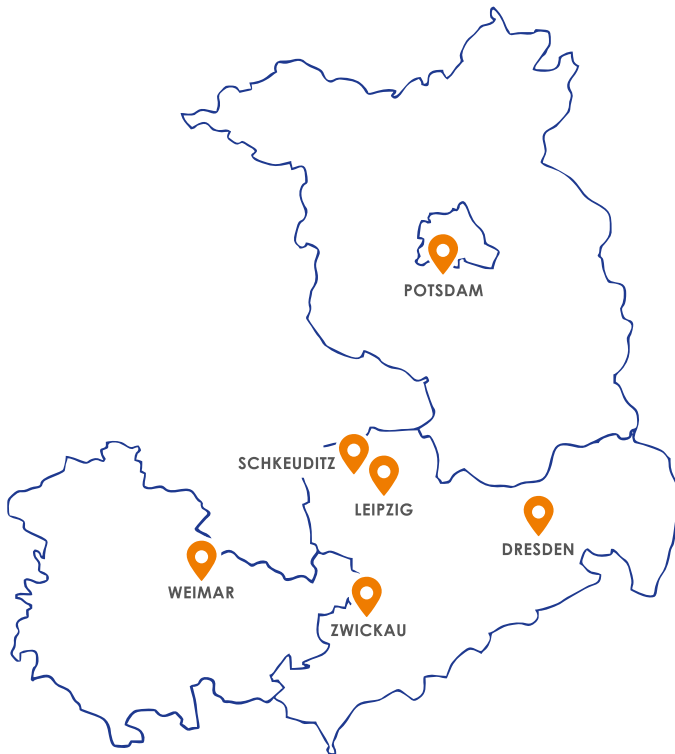 POTSDAM
SCHKEUDITZ
LEIPZIG
DRESDEN
WEIMAR
ZWICKAU